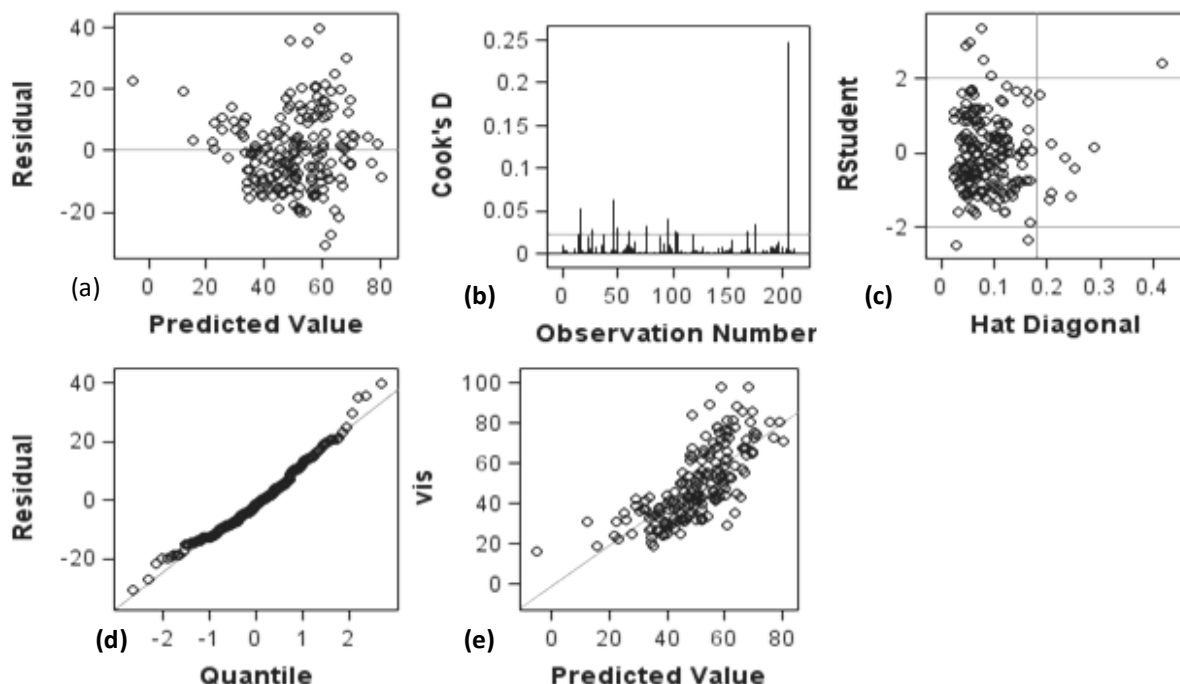 40
20
0
-20
Residual
0 20 40 60 80
(a)
Predicted Value
0.25
0.2
0.15
0.1
0.05
0
Cook's D
0 50 100 150 200
(b)
Observation Number
2
0
-2
RStudent
0 0.1 0.2 0.3 0.4
(c)
Hat Diagonal
40
20
0
-20
Residual
-2 -1 0 1 2
(d)
Quantile
100
80
60
40
20
0
vis
0 20 40 60 80
(e)
Predicted Value